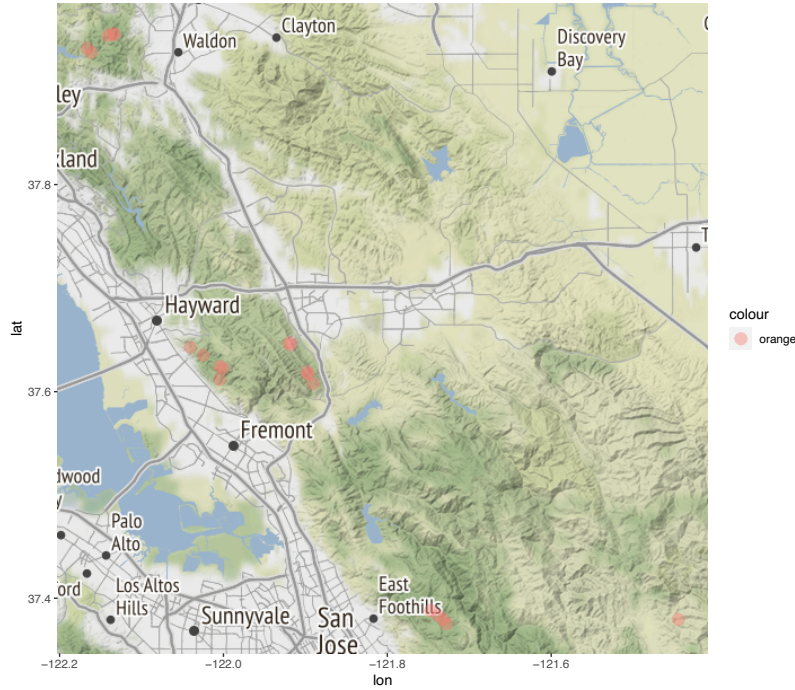 Clayton
Waldon
Discovery
Bay
C
ley
kland
37.8
T
Hayward
colour
orange
lat
37.6
Fremont
dwood
y
Palo
Alto
ord
Los Altos
Hills
East
Foothills
37.4
Sunnyvale
San
Jose
−122.2
−122.0
−121.8
−121.6
lon